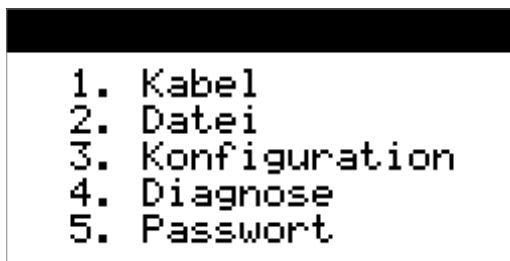 1. Kabel
2. Datei
3. Konfiguration
4. Diagnose
5. Passwort